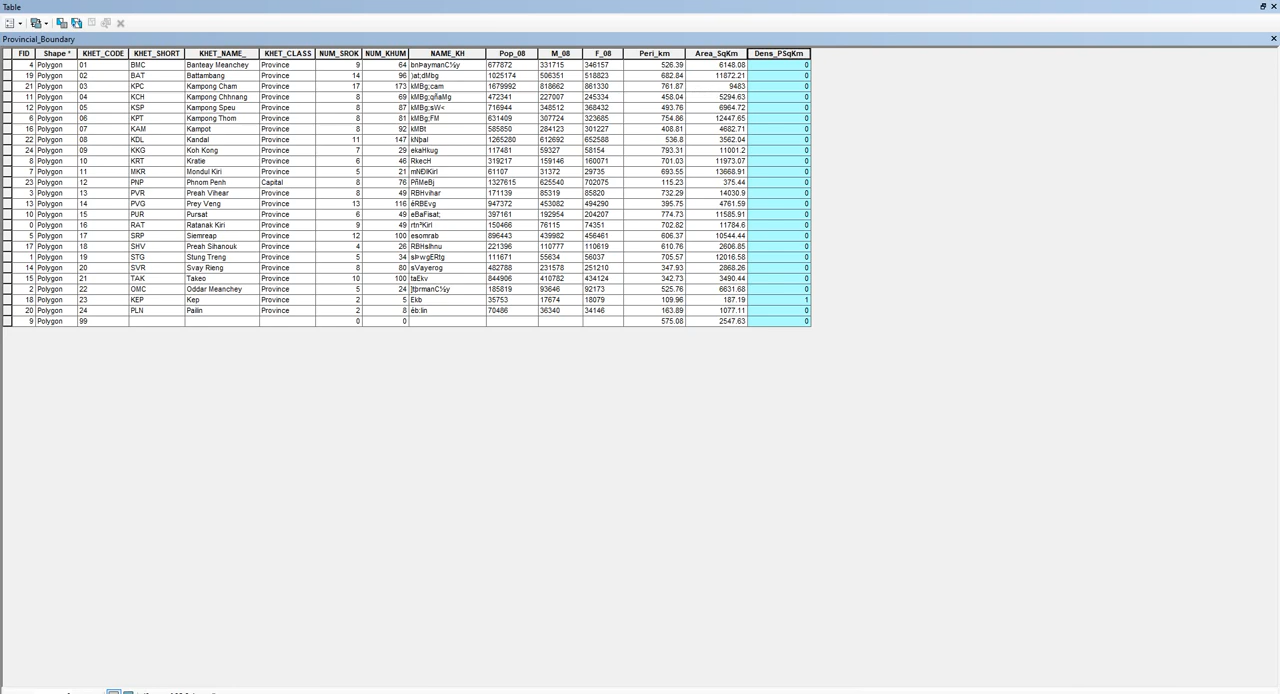 Table
Provincial_Boundary
FID Shape * KHET_CODE KHET_SHORT KHET_NAME_ KHET_CLASS NUM_SROK NUM_KHUM NAME_KH Pop_08 M_08 F_08 Peri_km Area_SqKm Dens_PSqKm
4 Polygon 01 BMC Banteay Meanchey Province 9 64 bnÞaymanC½y 677872 331715 346157 526.39 6148.08 0
19 Polygon 02 BAT Battambang Province 14 96 )at;dMbg 1025174 506351 518823 682.84 11872.21 0
21 Polygon 03 KPC Kampong Cham Province 17 173 kMBg;cam 1679992 818662 861330 761.87 9483 0
11 Polygon 04 KCH Kampong Chhnang Province 8 69 kMBg;qñaMg 472341 227007 245334 458.04 5294.63 0
12 Polygon 05 KSP Kampong Speu Province 8 87 kMBg;sW< 716944 348512 368432 493.76 6964.72 0
6 Polygon 06 KPT Kampong Thom Province 8 81 kMBg;FM 631409 307724 323685 754.86 12447.65 0
16 Polygon 07 KAM Kampot Province 8 92 kMBt 585850 284123 301227 408.81 4682.71 0
22 Polygon 08 KDL Kandal Province 11 147 kNþal 1265280 612692 652588 536.8 3562.04 0
24 Polygon 09 KKG Koh Kong Province 7 29 ekaHkug 117481 59327 58154 793.31 11001.2 0
8 Polygon 10 KRT Kratie Province 6 46 RkecH 319217 159146 160071 701.03 11973.07 0
7 Polygon 11 MKR Mondul Kiri Province 5 21 mNÐlKirI 61107 31372 29735 693.55 13668.91 0
23 Polygon 12 PNP Phnom Penh Capital 8 76 PñMeBj 1327615 625540 702075 115.23 375.44 0
3 Polygon 13 PVR Preah Vihear Province 8 49 RBHvihar 171139 85319 85820 732.29 14030.9 0
13 Polygon 14 PVG Prey Veng Province 13 116 éRBEvg 947372 453082 494290 395.75 4761.59 0
10 Polygon 15 PUR Pursat Province 6 49 eBaFisat; 397161 192954 204207 774.73 11585.91 0
0 Polygon 16 RAT Ratanak Kiri Province 9 49 rtnªKirI 150466 76115 74351 702.82 11784.6 0
5 Polygon 17 SRP Siemreap Province 12 100 esomrab 896443 439982 456461 606.37 10544.44 0
17 Polygon 18 SHV Preah Sihanouk Province 4 26 RBHsIhnu 221396 110777 110619 610.76 2606.85 0
1 Polygon 19 STG Stung Treng Province 5 34 sÞwgERtg 111671 55634 56037 705.57 12016.58 0
14 Polygon 20 SVR Svay Rieng Province 8 80 sVayerog 482788 231578 251210 347.93 2868.26 0
15 Polygon 21 TAK Takeo Province 10 100 taEkv 844906 410782 434124 342.73 3490.44 0
2 Polygon 22 OMC Oddar Meanchey Province 5 24 ]tþrmanC½y 185819 93646 92173 525.76 6631.68 0
18 Polygon 23 KEP Kep Province 2 5 Ekb 35753 17674 18079 109.96 187.19 1
20 Polygon 24 PLN Pailin Province 2 8 éb:lin 70486 36340 34146 163.89 1077.11 0
9 Polygon 99 0 0 575.08 2547.63 0